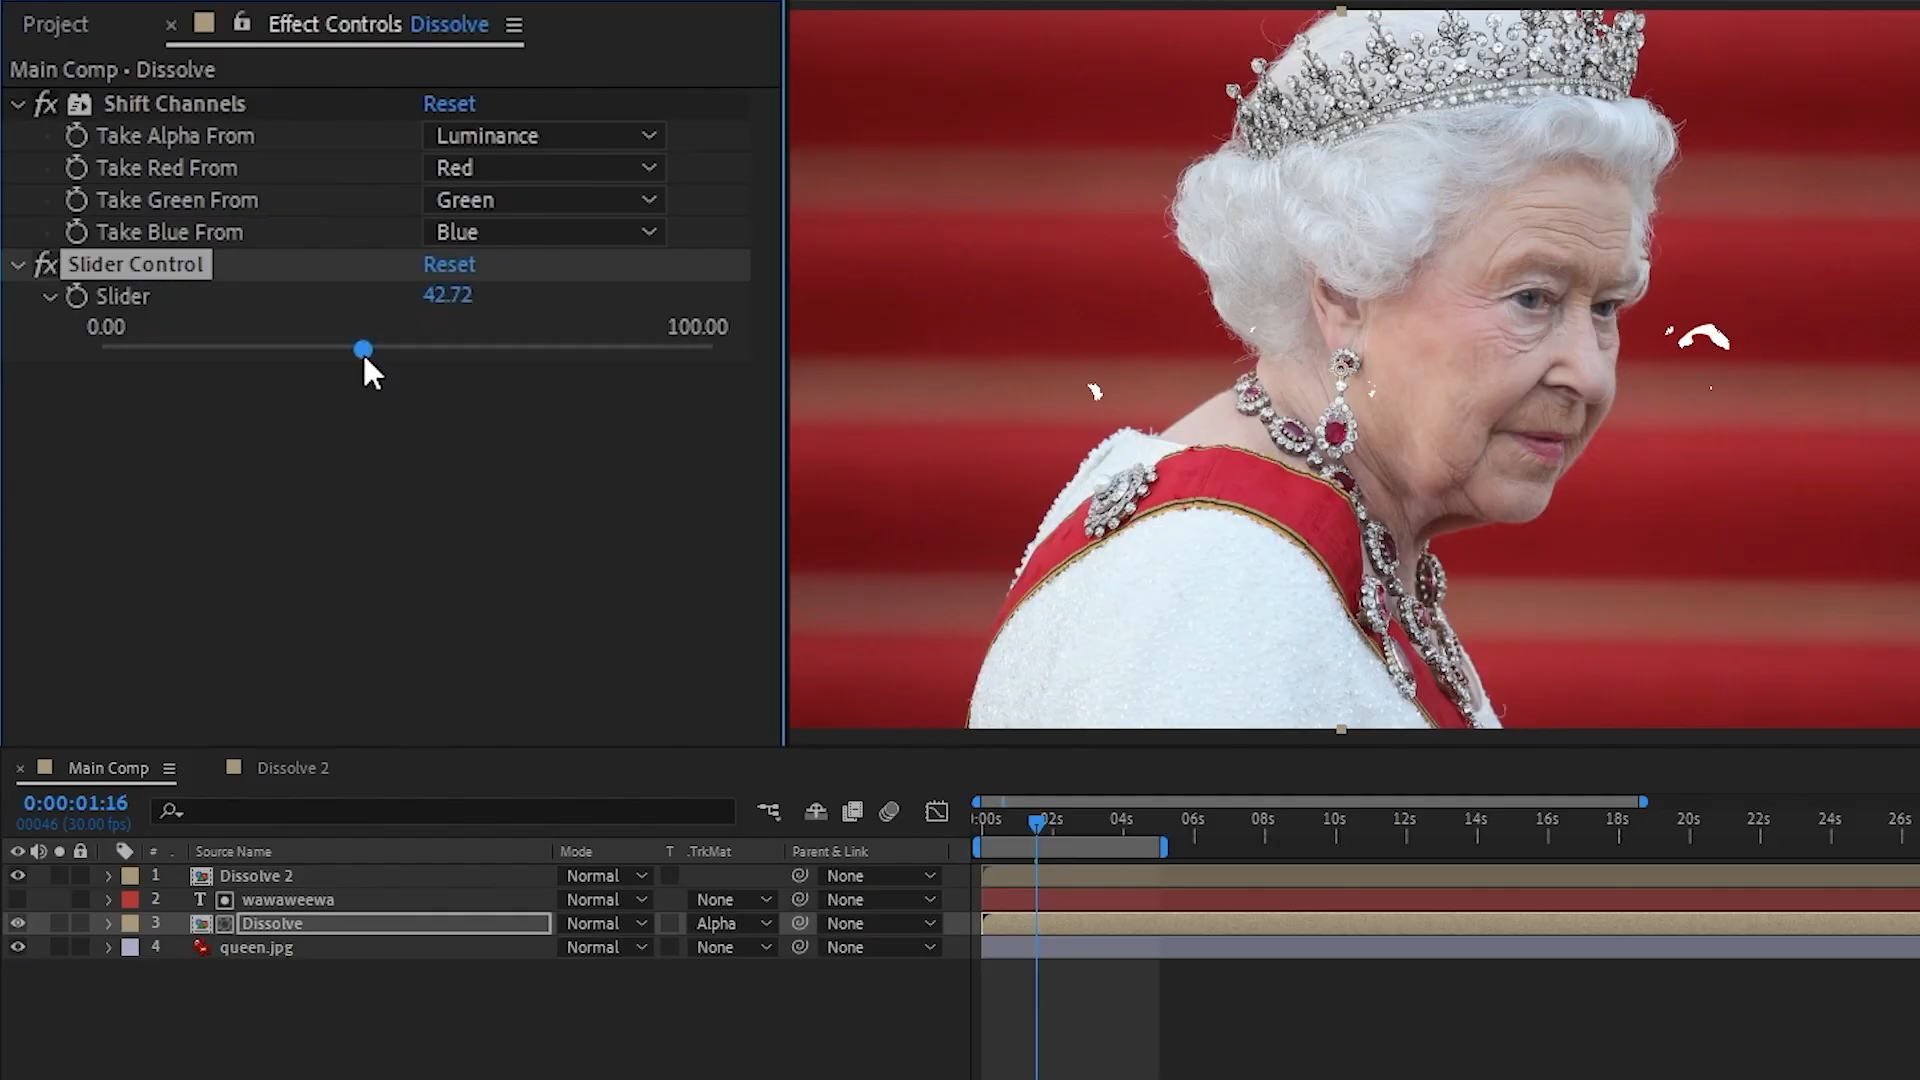 Project × Effect Controls Dissolve
Main Comp • Dissolve
fx Shift Channels Reset
Take Alpha From Luminance
Take Red From Red
Take Green From Green
Take Blue From Blue
fx Slider Control Reset
Slider 42.72
0.00 100.00
× Main Comp Dissolve 2
0:00:01:16
00046 (30.00 fps)
:00s 02s 04s 06s 08s 10s 12s 14s 16s 18s 20s 22s 24s 26s
# . Source Name Mode T .TrkMat Parent & Link
1 Dissolve 2 Normal None
2 T wawaweewa Normal None None
3 Dissolve Normal Alpha None
4 queen.jpg Normal None None